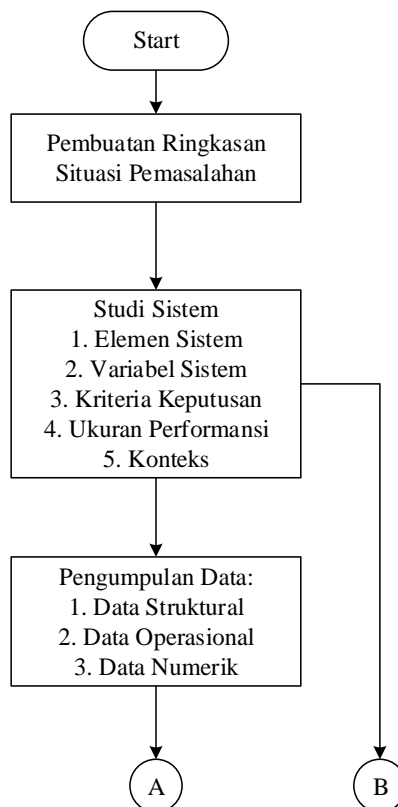 Start
Pembuatan Ringkasan
Situasi Pemasalahan
Studi Sistem
1. Elemen Sistem
2. Variabel Sistem
3. Kriteria Keputusan
4. Ukuran Performansi
5. Konteks
Pengumpulan Data:
1. Data Struktural
2. Data Operasional
3. Data Numerik
A
B